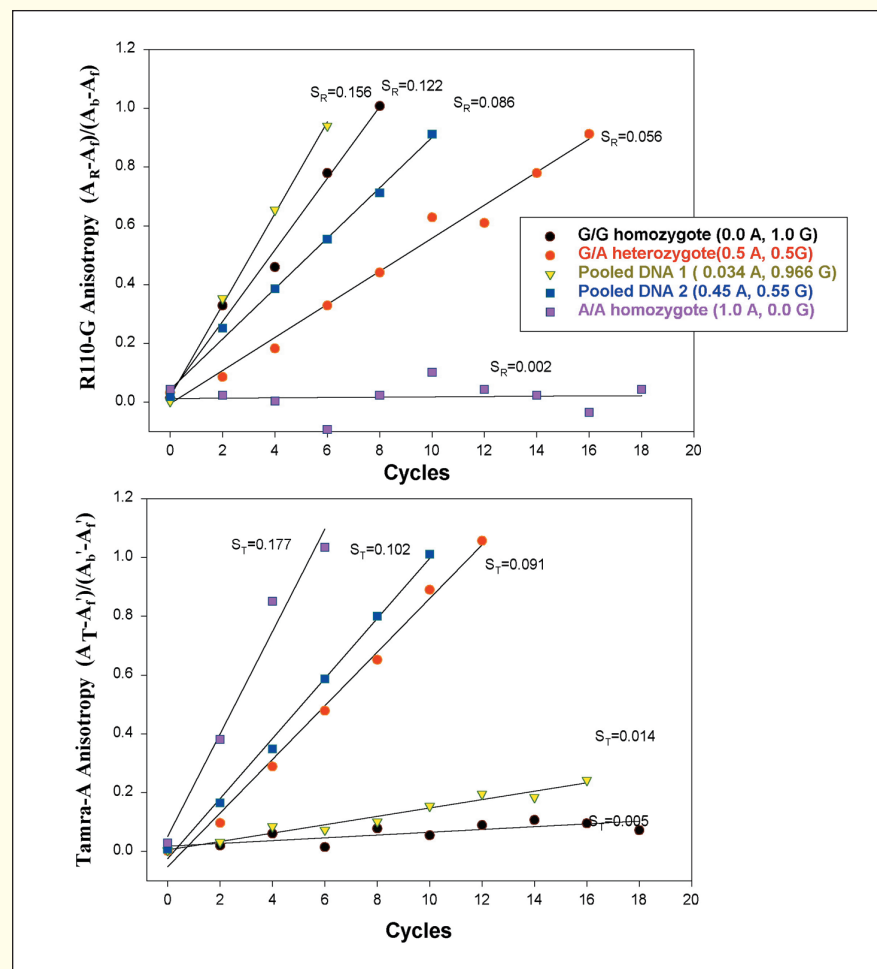 R110-G Anisotropy (A_R-A_f)/(A_b-A_f)
1.2
1.0
0.8
0.6
0.4
0.2
0.0
S_R=0.156
S_R=0.122
S_R=0.086
S_R=0.056
S_R=0.002
G/G homozygote (0.0 A, 1.0 G)
G/A heterozygote(0.5 A, 0.5G)
Pooled DNA 1 ( 0.034 A, 0.966 G)
Pooled DNA 2 (0.45 A, 0.55 G)
A/A homozygote (1.0 A, 0.0 G)
0 2 4 6 8 10 12 14 16 18 20
Cycles
Tamra-A Anisotropy (A_T-A_f')/(A_b'-A_f')
1.2
1.0
0.8
0.6
0.4
0.2
0.0
S_T=0.177
S_T=0.102
S_T=0.091
S_T=0.014
S_T=0.005
0 2 4 6 8 10 12 14 16 18 20
Cycles